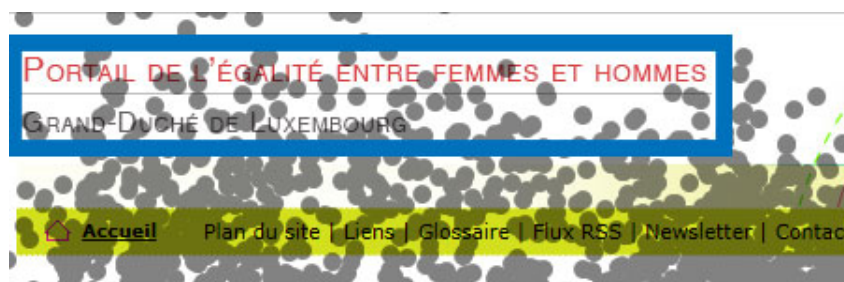 PORTAIL DE L'ÉGALITÉ ENTRE FEMMES ET HOMMES
GRAND-DUCHÉ DE LUXEMBOURG
Accueil Plan du site | Liens | Glossaire | Flux RSS | Newsletter | Contac